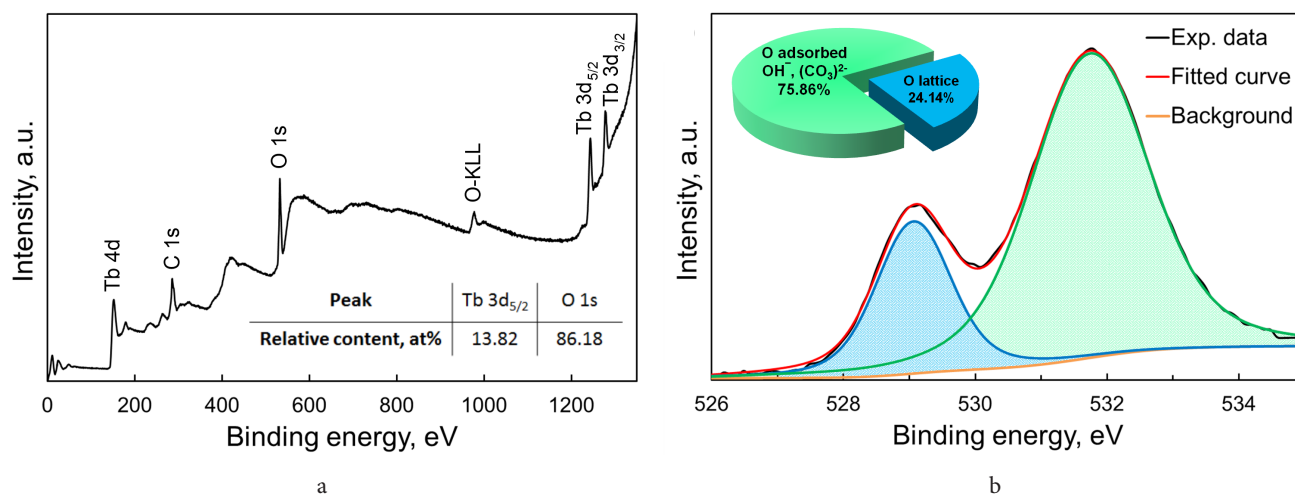 Intensity, a.u.
Tb 4d
C 1s
O 1s
O-KLL
Tb 3d5/2
Tb 3d3/2
Peak Tb 3d5/2 O 1s
Relative content, at% 13.82 86.18
0 200 400 600 800 1000 1200
Binding energy, eV
a
Intensity, a.u.
O adsorbed
OH⁻, (CO₃)²⁻
75.86%
O lattice
24.14%
Exp. data
Fitted curve
Background
526 528 530 532 534
Binding energy, eV
b